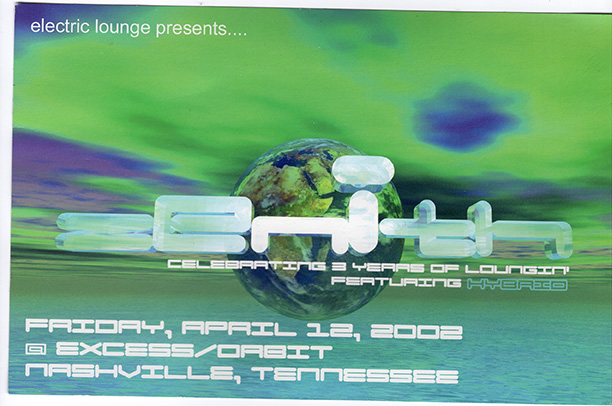 electric lounge presents....
zenith
CELEBRATING 3 YEARS OF LOUNGIN'
FEATURING HYBRID
FRIDAY, APRIL 12, 2002
@ EXCESS/ORBIT
NASHVILLE, TENNESSEE